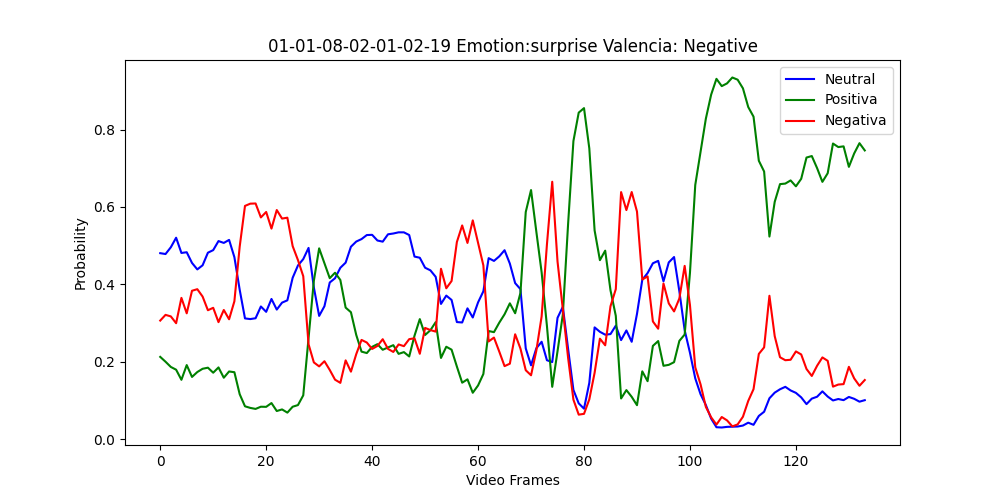 01-01-08-02-01-02-19 Emotion:surprise Valencia: Negative
Neutral
Positiva
Negativa
Probability
0.8
0.6
0.4
0.2
0.0
0 20 40 60 80 100 120
Video Frames